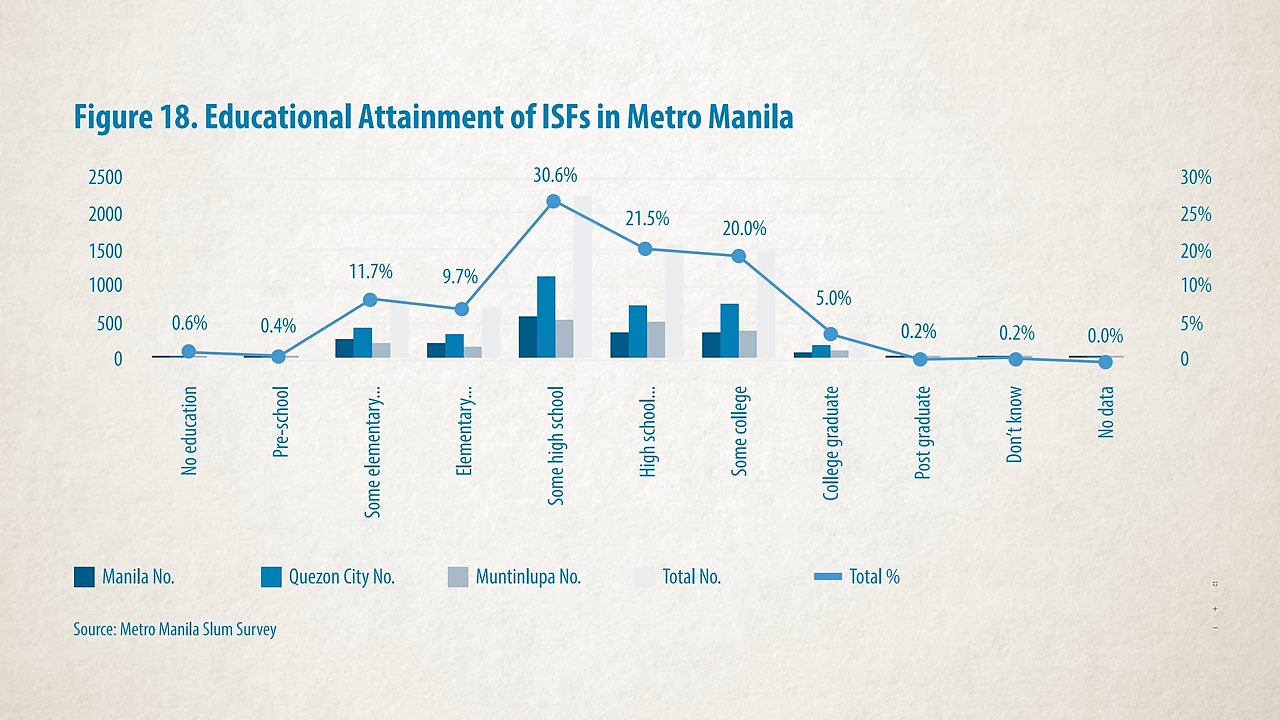 Figure 18. Educational Attainment of ISFs in Metro Manila
2500
2000
1500
1000
500
0
30%
25%
20%
10%
5%
0
0.6%
0.4%
11.7%
9.7%
30.6%
21.5%
20.0%
5.0%
0.2%
0.2%
0.0%
No education
Pre-school
Some elementary...
Elementary...
Some high school
High school...
Some college
College graduate
Post graduate
Don't know
No data
Manila No.
Quezon City No.
Muntinlupa No.
Total No.
Total %
Source: Metro Manila Slum Survey